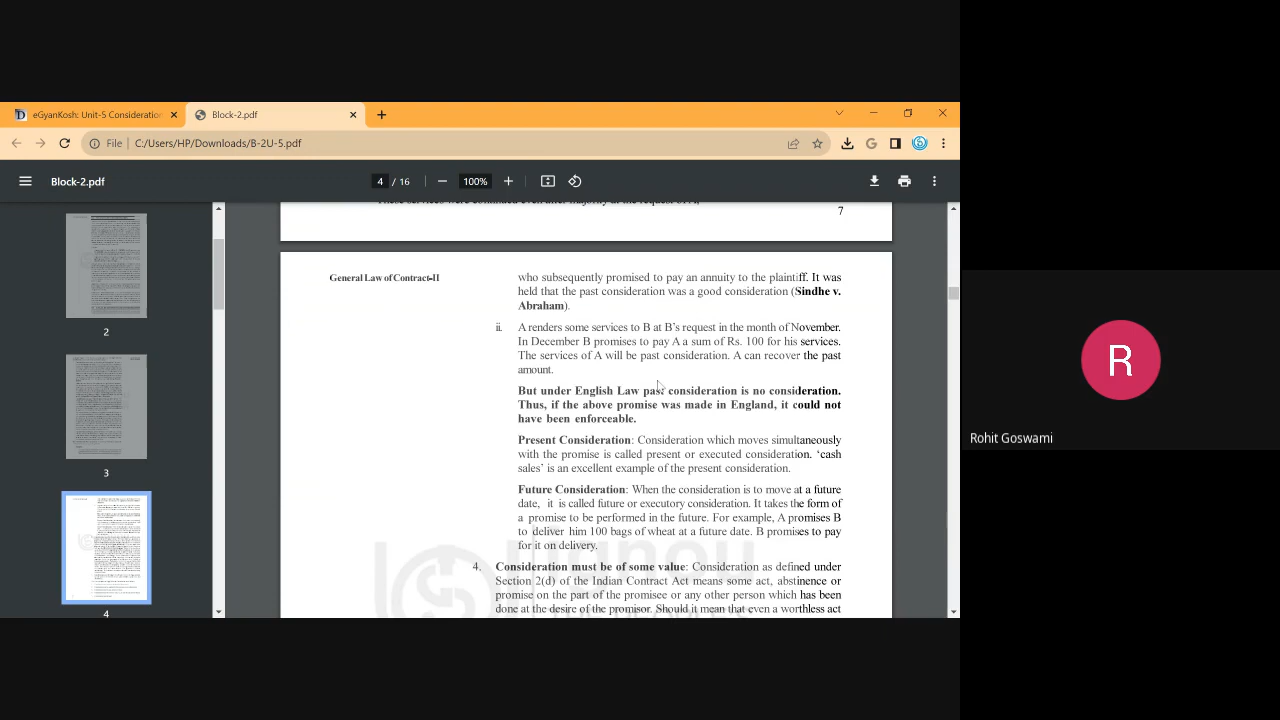 eGyanKosh: Unit-5 Consideration
Block-2.pdf
File
C:/Users/HP/Downloads/B-2U-5.pdf
Block-2.pdf
4 / 16
100%
7
2
3
4
General Law of Contract-II
who subsequently promised to pay an annuity to the plaintiff. It was
held that the past consideration was a good consideration (Sindhe v.
Abraham).
ii. A renders some services to B at B's request in the month of November.
In December B promises to pay A a sum of Rs. 100 for his services.
The services of A will be past consideration. A can recover the past
amount.
But under English Law past consideration is no consideration.
Thus, if the above promise was made in England, it could not
have been enforceable.
Present Consideration: Consideration which moves simultaneously
with the promise is called present or executed consideration. 'cash
sales' is an excellent example of the present consideration.
Future Consideration: When the consideration is to move at a future
date, it is called future or executory consideration. It takes the form of
a promise to be performed in the future. For example, A promises B
to deliver him 100 bags of wheat at a future date. B promises to pay
for it on delivery.
4. Consideration must be of some value: Consideration as defined under
Section 2(d) of the Indian Contract Act means some act, abstinence or
promise on the part of the promisee or any other person which has been
done at the desire of the promisor. Should it mean that even a worthless act
R
Rohit Goswami